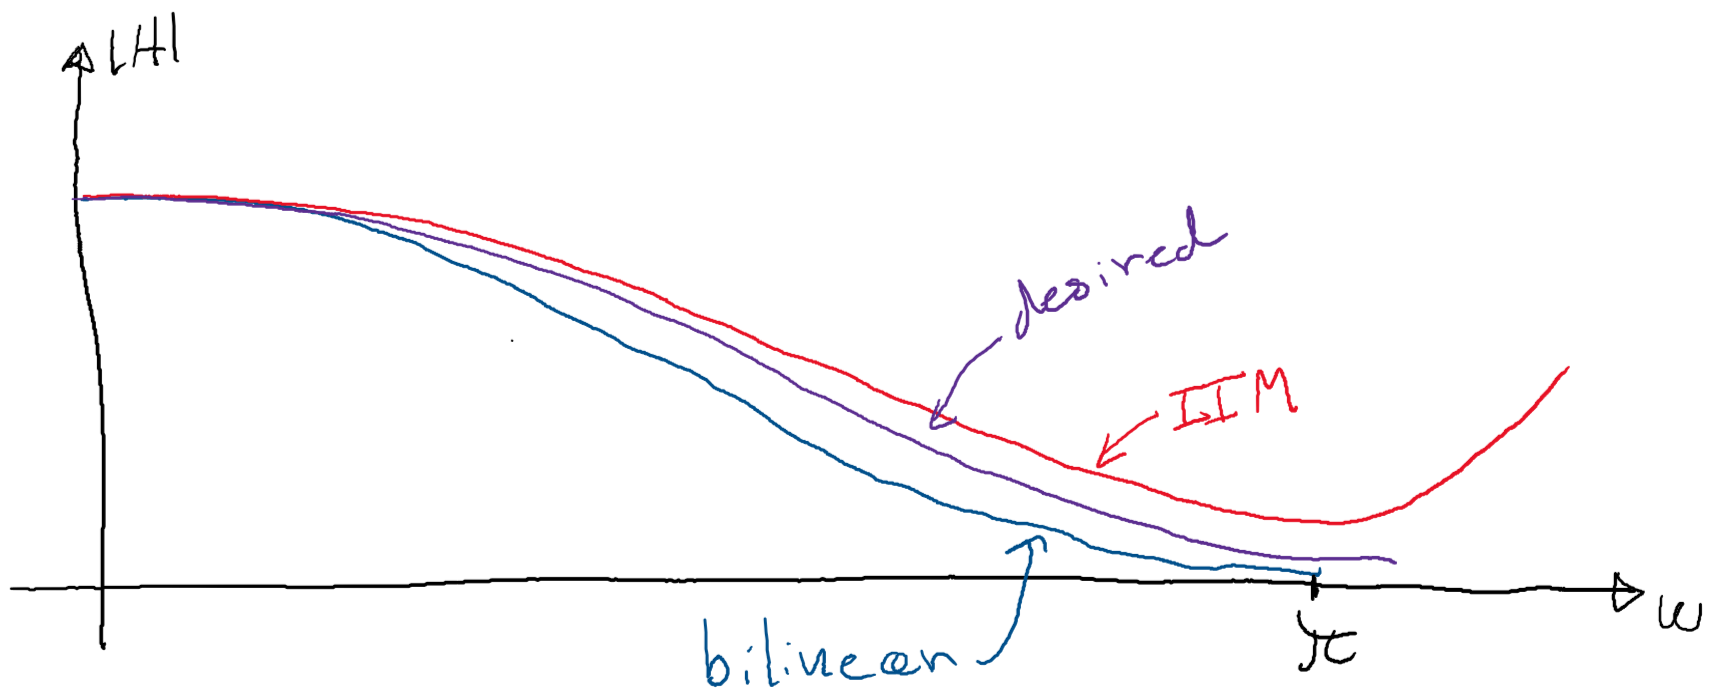 |H|
desired
IIM
bilinear
π
ω